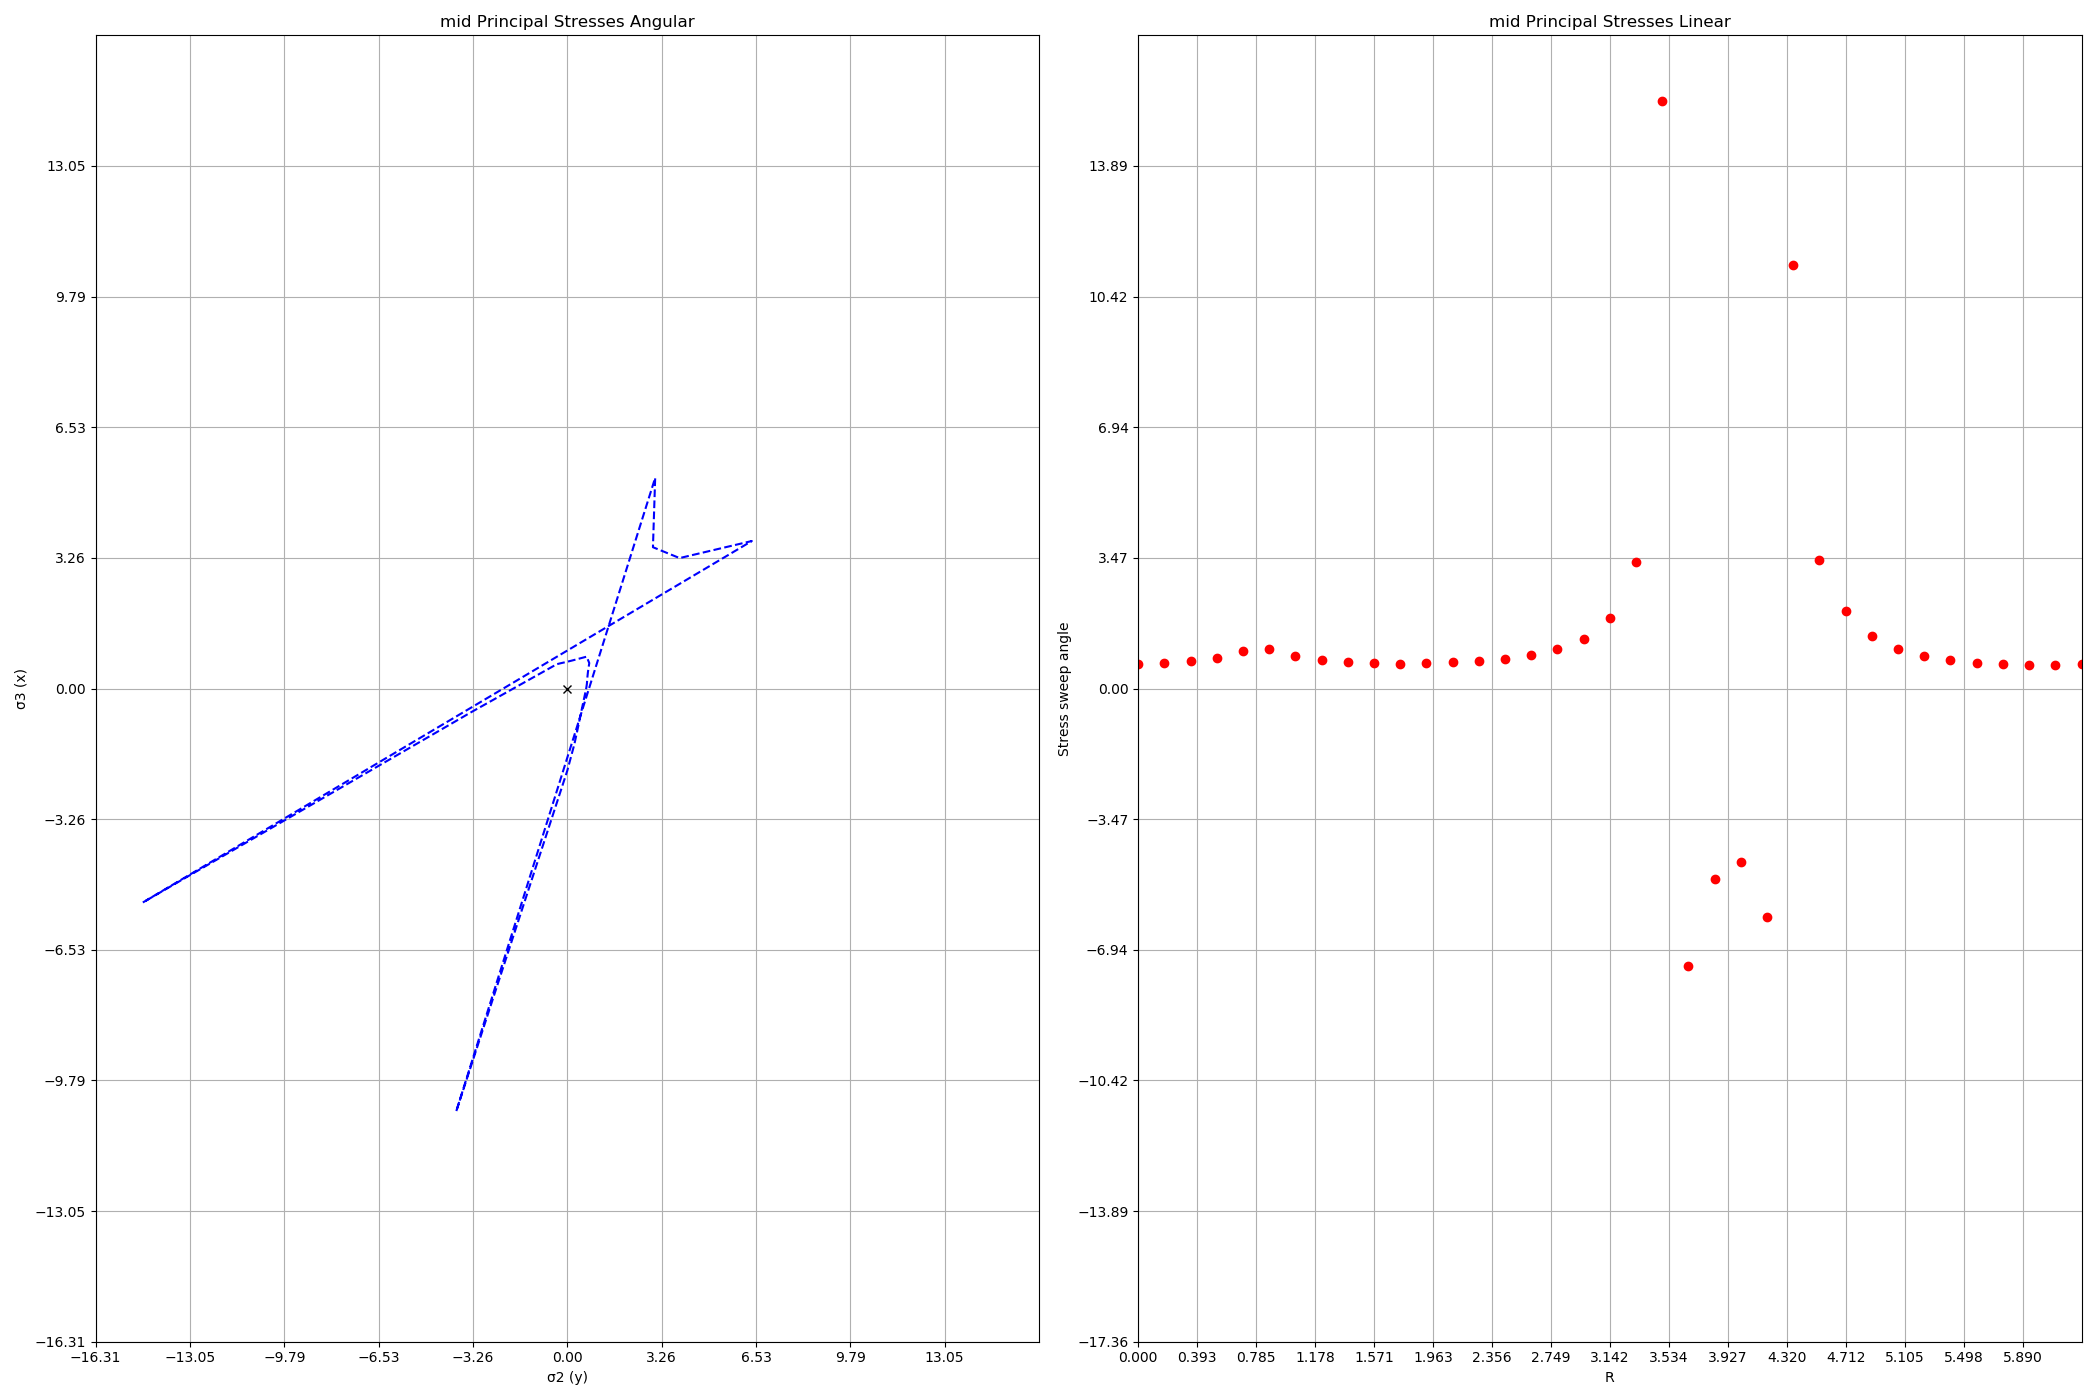 mid Principal Stresses Angular
13.05
9.79
6.53
3.26
0.00
−3.26
−6.53
−9.79
−13.05
−16.31
σ3 (x)
−16.31 −13.05 −9.79 −6.53 −3.26 0.00 3.26 6.53 9.79 13.05
σ2 (y)
mid Principal Stresses Linear
13.89
10.42
6.94
3.47
0.00
−3.47
−6.94
−10.42
−13.89
−17.36
Stress sweep angle
0.000 0.393 0.785 1.178 1.571 1.963 2.356 2.749 3.142 3.534 3.927 4.320 4.712 5.105 5.498 5.890
R